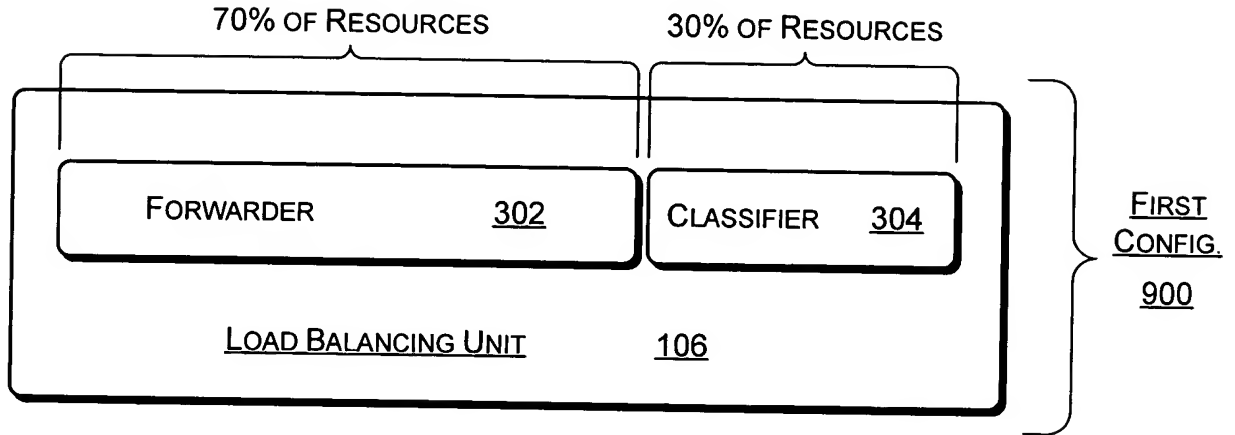 70% OF RESOURCES 30% OF RESOURCES
FORWARDER 302 CLASSIFIER 304
FIRST
CONFIG.
900
LOAD BALANCING UNIT 106